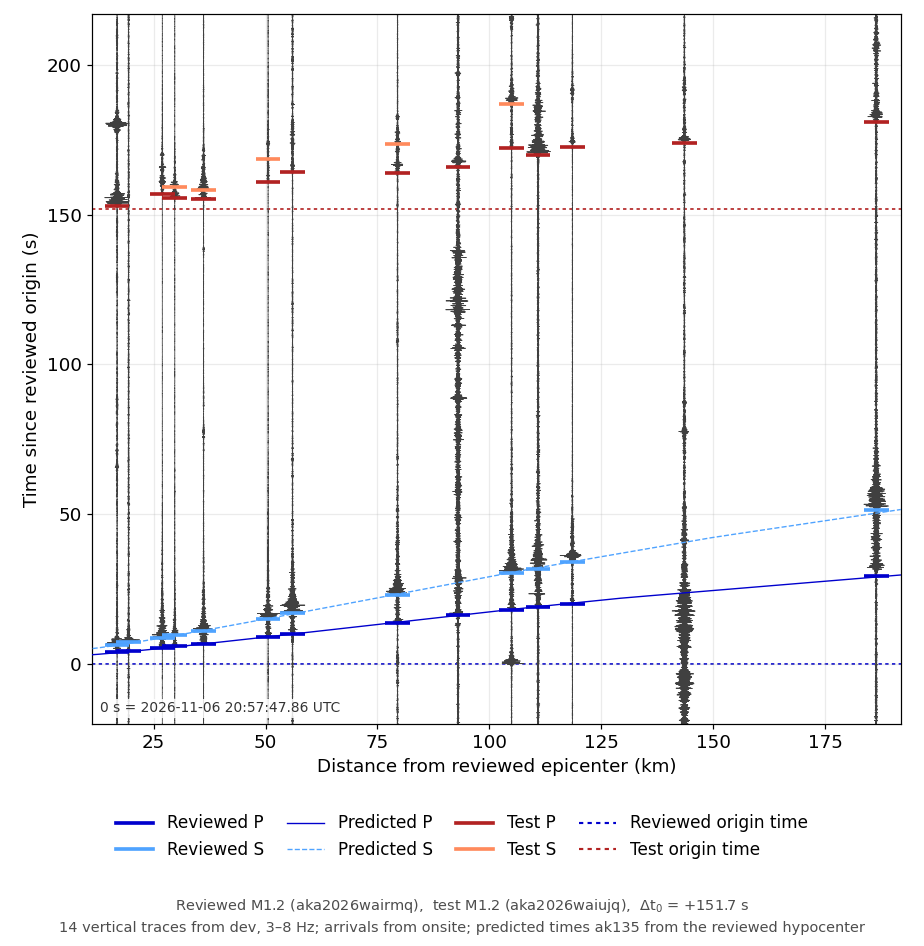 200
150
100
50
0
Time since reviewed origin (s)
0 s = 2026-11-06 20:57:47.86 UTC
25 50 75 100 125 150 175
Distance from reviewed epicenter (km)
Reviewed P Predicted P Test P Reviewed origin time
Reviewed S Predicted S Test S Test origin time
Reviewed M1.2 (aka2026wairmq), test M1.2 (aka2026waiujq), Δt₀ = +151.7 s
14 vertical traces from dev, 3–8 Hz; arrivals from onsite; predicted times ak135 from the reviewed hypocenter